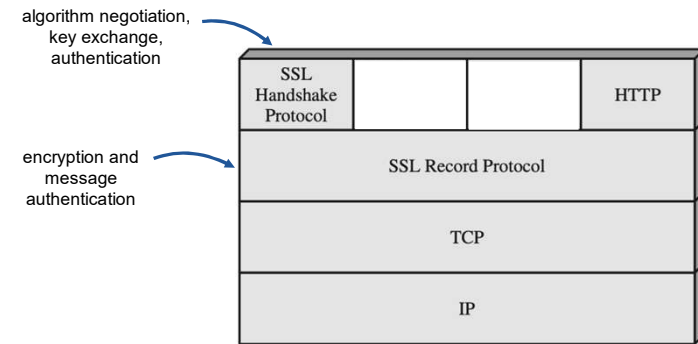 algorithm negotiation,
key exchange,
authentication
SSL
Handshake
Protocol
HTTP
encryption and
message
authentication
SSL Record Protocol
TCP
IP